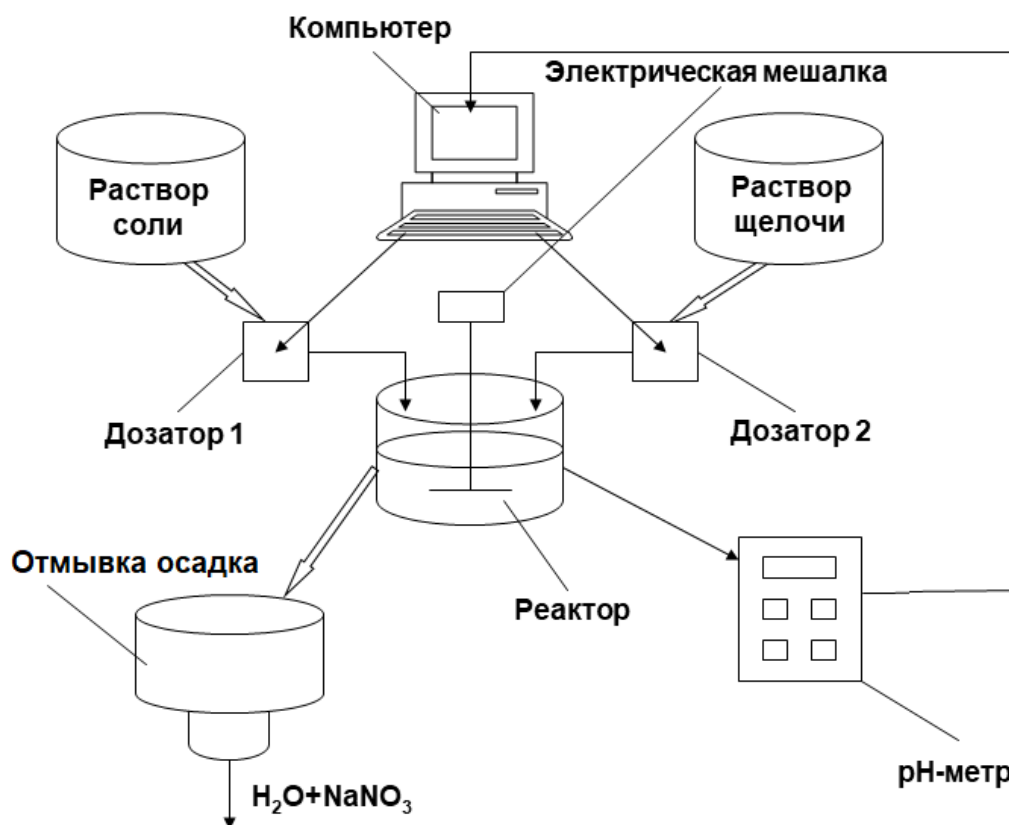 Компьютер
Электрическая мешалка
Раствор
соли
Раствор
щелочи
Дозатор 1
Дозатор 2
Отмывка осадка
Реактор
pH-метр
H₂O+NaNO₃